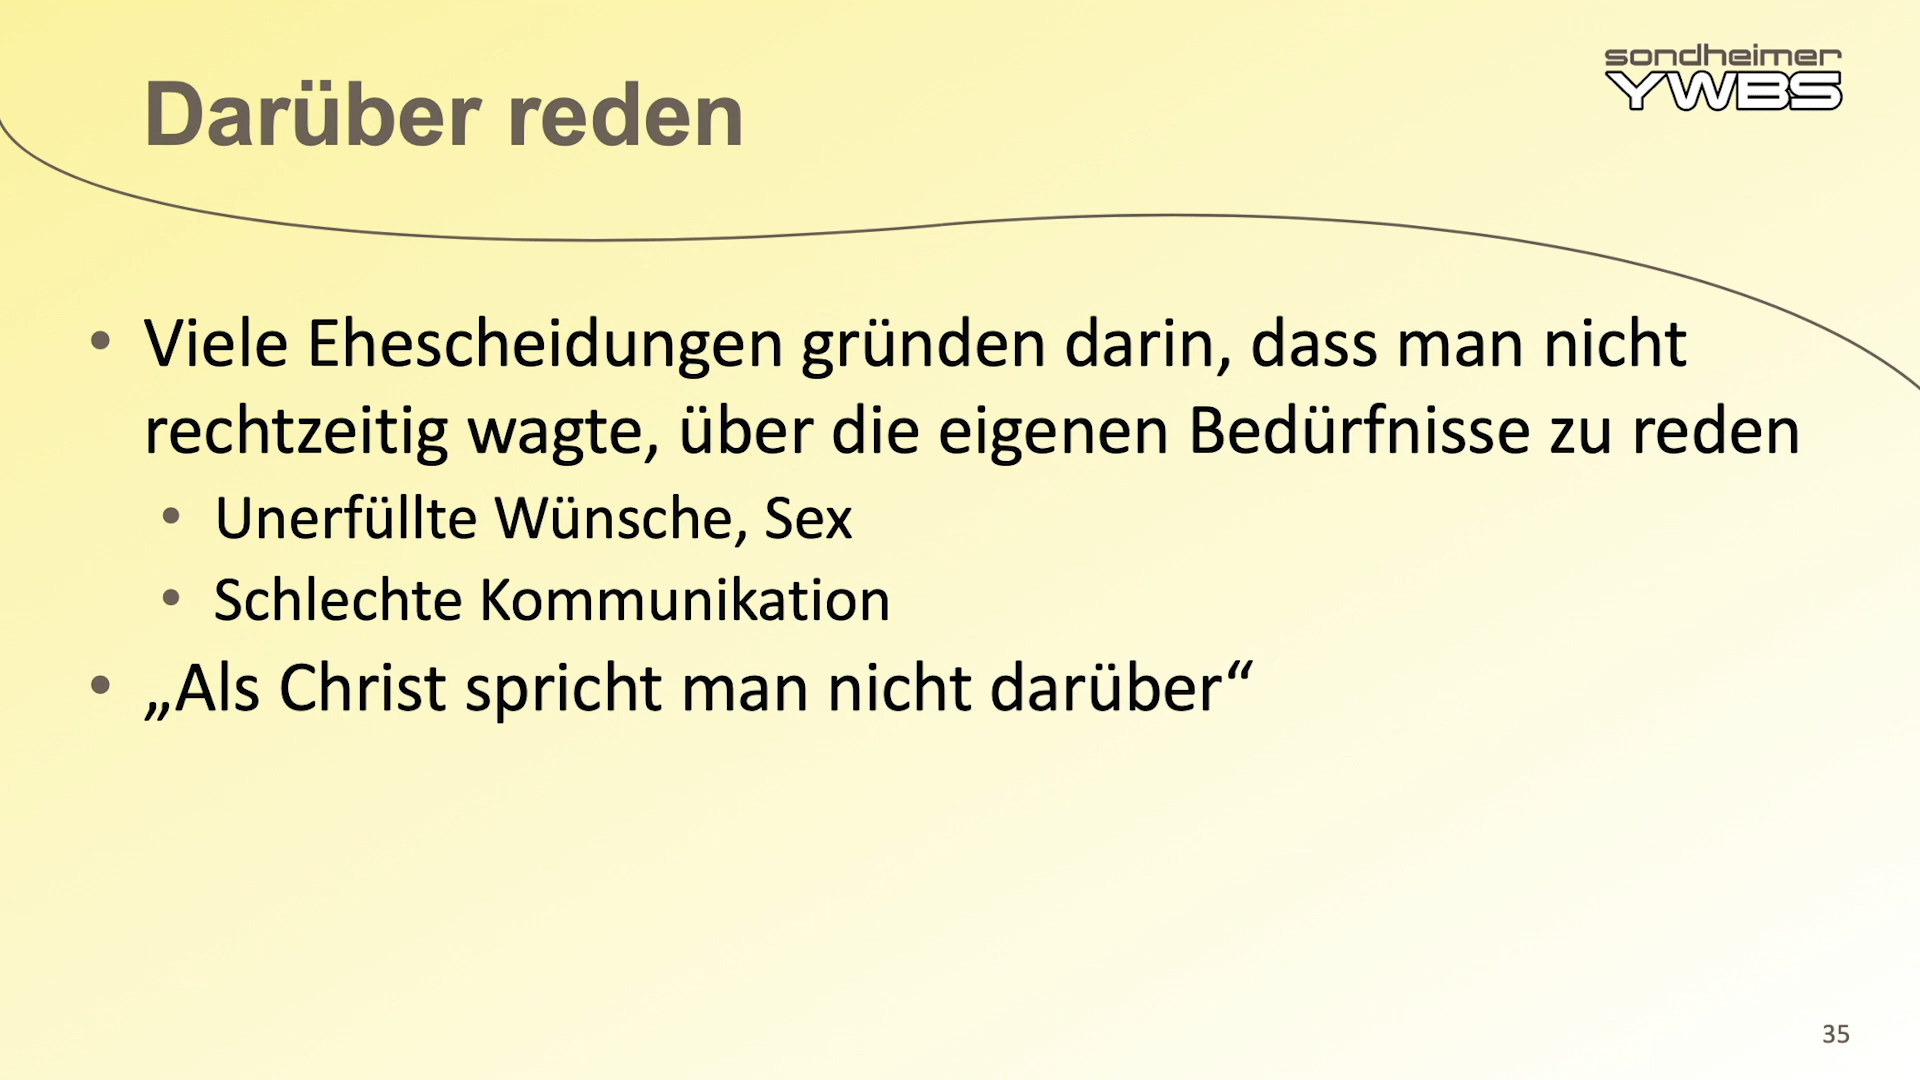 sondheimer
YWBS
Darüber reden
• Viele Ehescheidungen gründen darin, dass man nicht
rechtzeitig wagte, über die eigenen Bedürfnisse zu reden
• Unerfüllte Wünsche, Sex
• Schlechte Kommunikation
• „Als Christ spricht man nicht darüber“
35